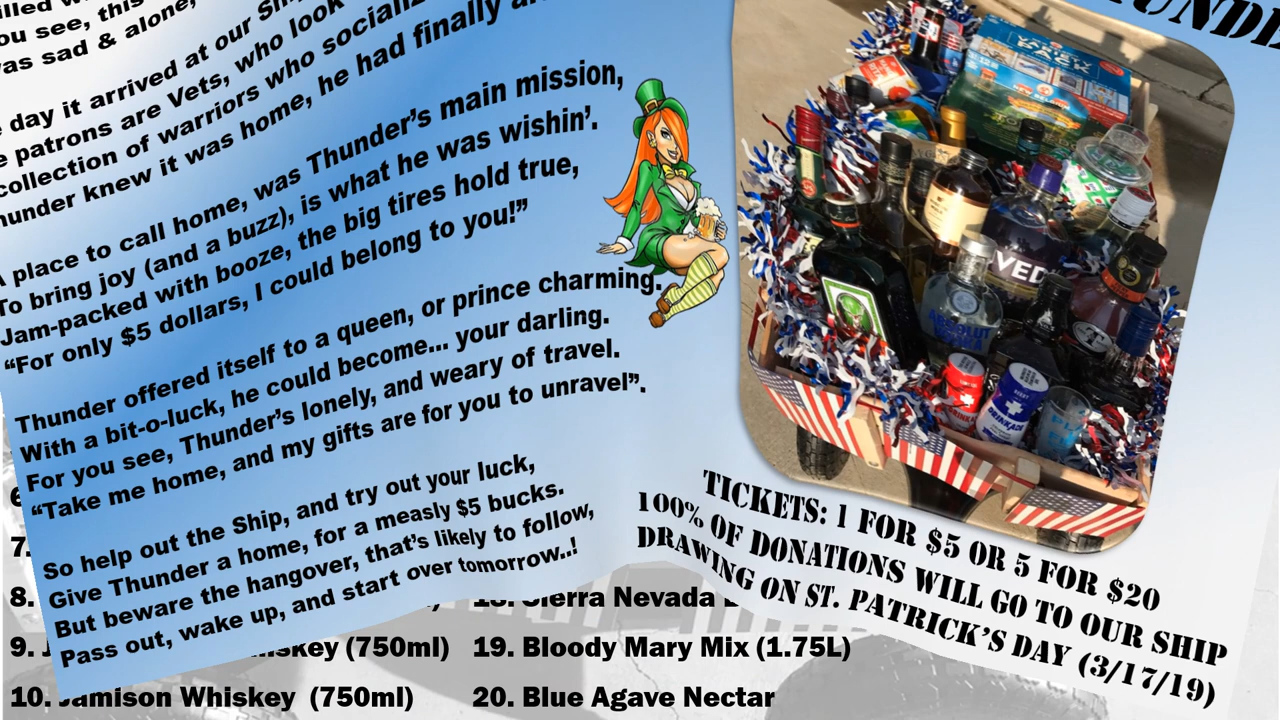 ou see, this
was sad & alone,
day it arrived at our
patrons are Vets, who look
collection of warriors who
hunder knew it was home, he had finally
A place to call home, was Thunder's main mission,
To bring joy (and a buzz), is what he was wishin'.
Jam-packed with booze, the big tires hold true,
“For only $5 dollars, I could belong to you!”
Thunder offered itself to a queen, or prince charming.
With a bit-o-luck, he could become... your darling.
For you see, Thunder's lonely, and weary of travel.
“Take me home, and my gifts are for you to unravel”.
So help out the Ship, and try out your luck,
Give Thunder a home, for a measly $5 bucks.
But beware the hangover, that's likely to follow,
Pass out, wake up, and start over tomorrow..!
ABSOLUT
TICKETS: 1 FOR $5 OR 5 FOR $20
100% OF DONATIONS WILL GO TO OUR SHIP
DRAWING ON ST. PATRICK'S DAY (3/17/19)
7.
8.
18. Sierra Nevada
9. (750ml)
19. Bloody Mary Mix (1.75L)
10. Jamison Whiskey (750ml)
20. Blue Agave Nectar